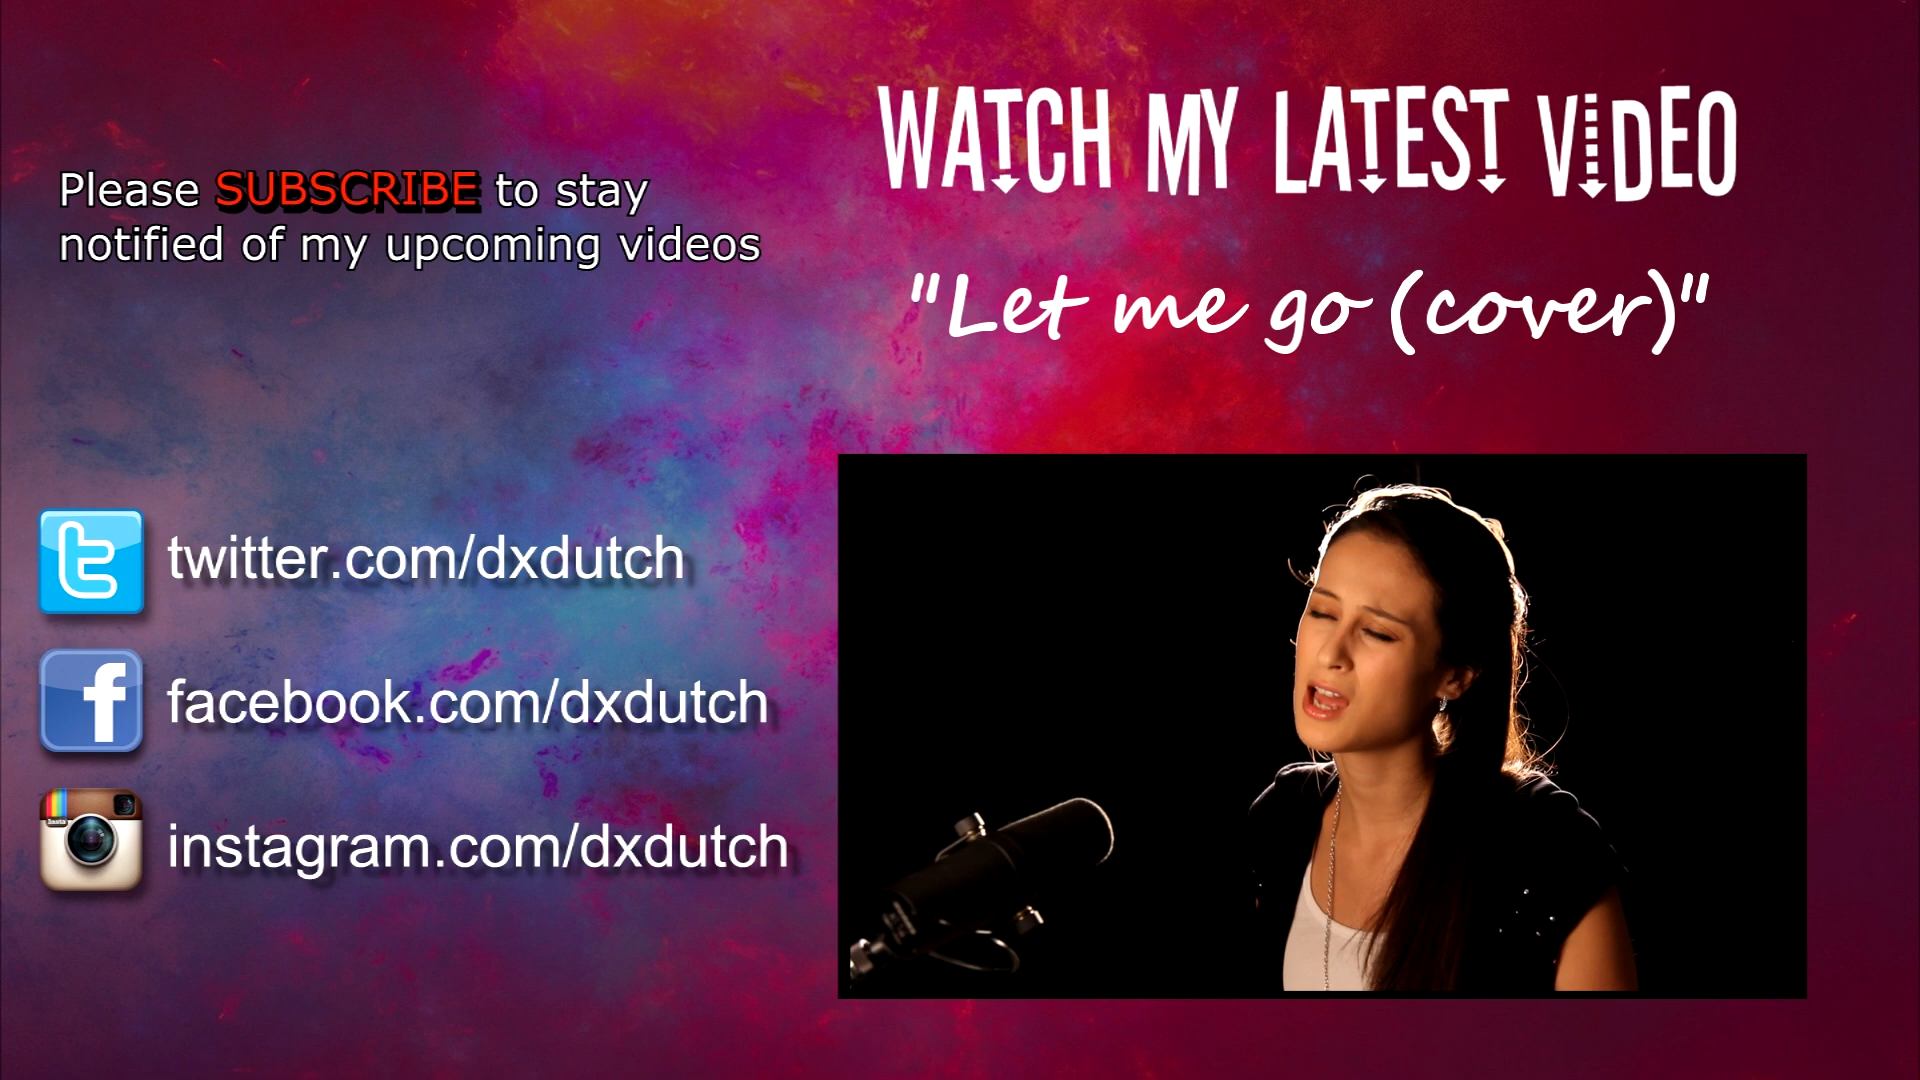 Please SUBSCRIBE to stay
notified of my upcoming videos
WATCH MY LATEST VIDEO
"Let me go (cover)"
twitter.com/dxdutch
facebook.com/dxdutch
instagram.com/dxdutch
Insta